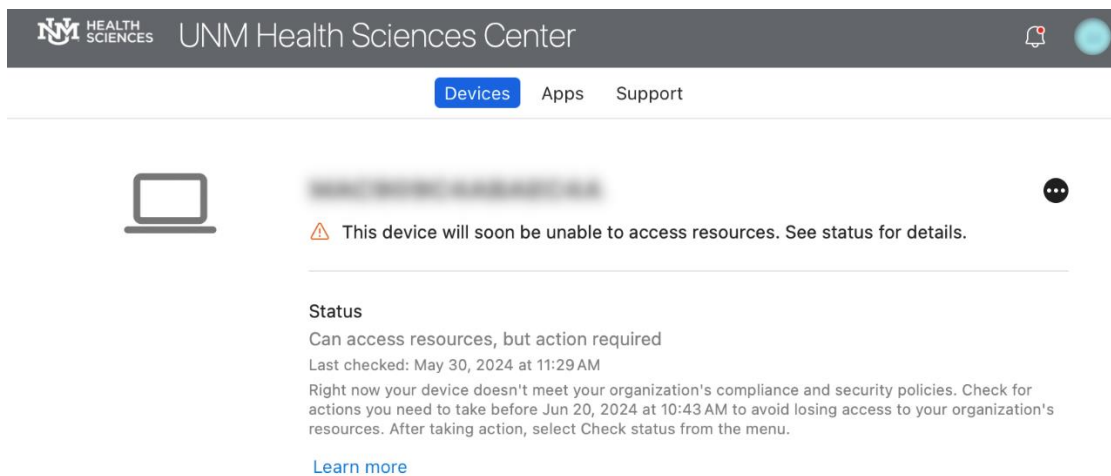 UNM HEALTH SCIENCES UNM Health Sciences Center
Devices Apps Support
This device will soon be unable to access resources. See status for details.
Status
Can access resources, but action required
Last checked: May 30, 2024 at 11:29 AM
Right now your device doesn't meet your organization's compliance and security policies. Check for
actions you need to take before Jun 20, 2024 at 10:43 AM to avoid losing access to your organization's
resources. After taking action, select Check status from the menu.
Learn more